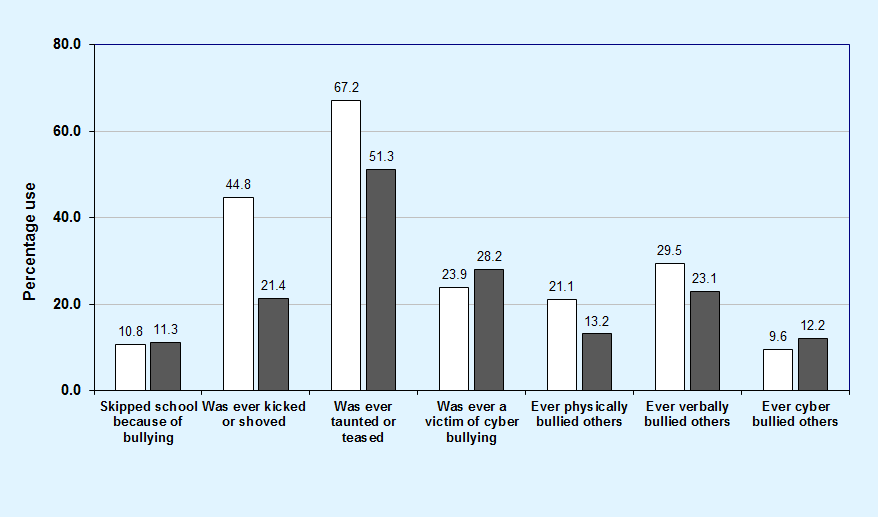 80.0
67.2
60.0
51.3
44.8
40.0
Percentage use
29.5
28.2
23.9
23.1
21.4
21.1
20.0
13.2
12.2
10.8
11.3
9.6
0.0
Skipped school
because of
bullying
Was ever kicked
or shoved
Was ever
taunted or
teased
Was ever a
victim of cyber
bullying
Ever physically
bullied others
Ever verbally
bullied others
Ever cyber
bullied others